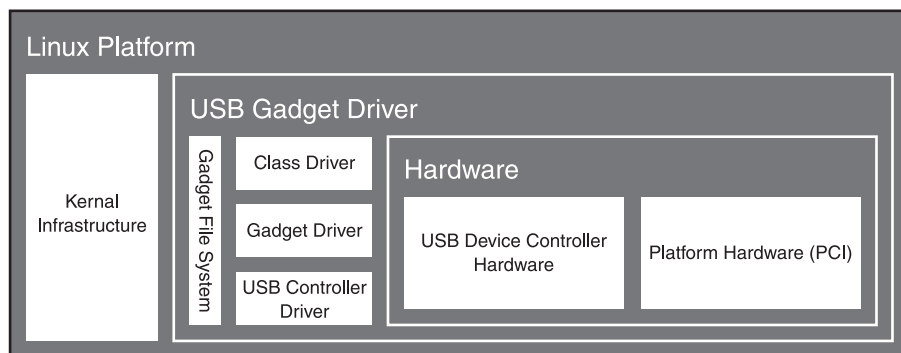 Linux Platform
Kernal
Infrastructure
USB Gadget Driver
Gadget File System
Class Driver
Gadget Driver
USB Controller
Driver
Hardware
USB Device Controller
Hardware
Platform Hardware (PCI)